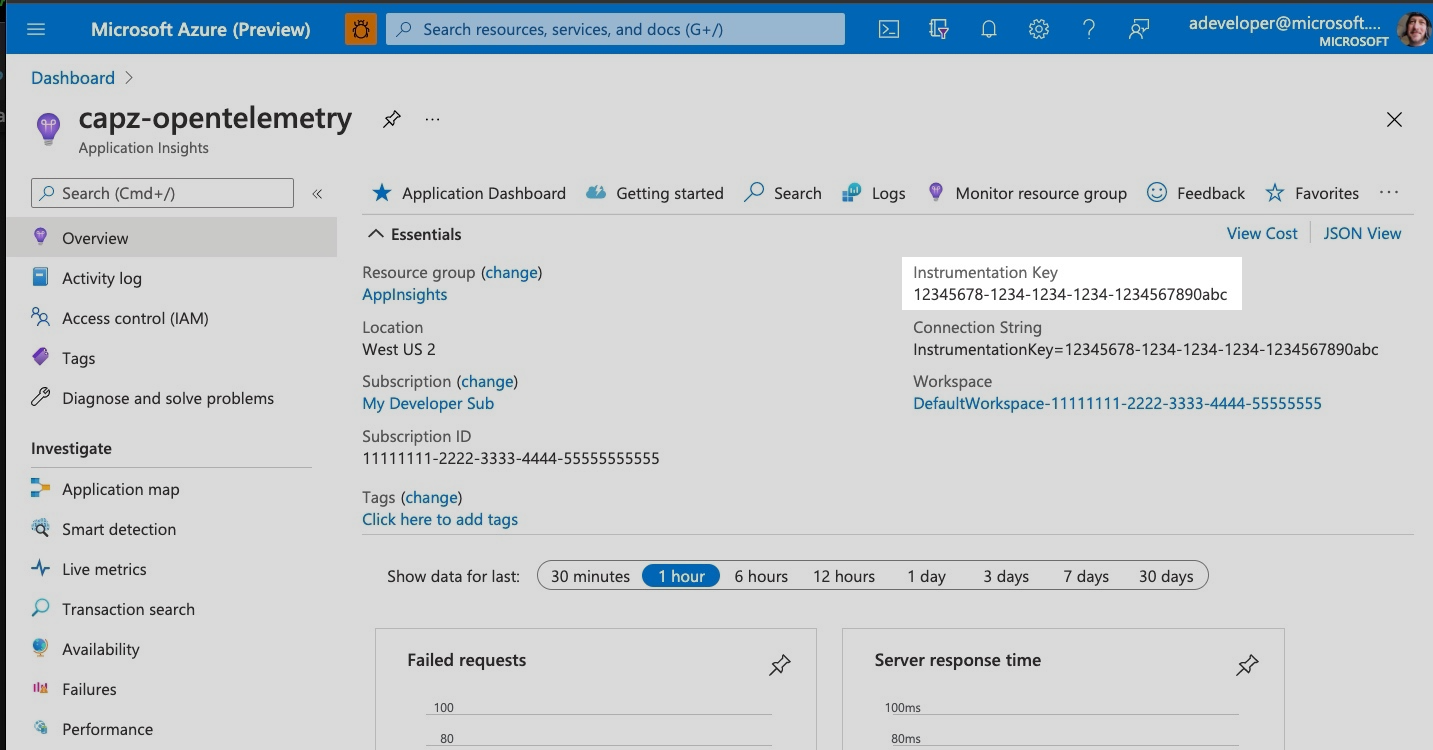 Microsoft Azure (Preview)
Search resources, services, and docs (G+/)
adeveloper@microsoft....
MICROSOFT
Dashboard
capz-opentelemetry
...
Application Insights
Search (Cmd+/)
Overview
Activity log
Access control (IAM)
Tags
Diagnose and solve problems
Investigate
Application map
Smart detection
Live metrics
Transaction search
Availability
Failures
Performance
Application Dashboard
Getting started
Search
Logs
Monitor resource group
Feedback
Favorites
...
Essentials
View Cost
JSON View
Resource group (change)
AppInsights
Location
West US 2
Subscription (change)
My Developer Sub
Subscription ID
11111111-2222-3333-4444-55555555555
Tags (change)
Click here to add tags
Instrumentation Key
12345678-1234-1234-1234-1234567890abc
Connection String
InstrumentationKey=12345678-1234-1234-1234-1234567890abc
Workspace
DefaultWorkspace-11111111-2222-3333-4444-55555555
Show data for last:
30 minutes
1 hour
6 hours
12 hours
1 day
3 days
7 days
30 days
Failed requests
100
80
Server response time
100ms
80ms